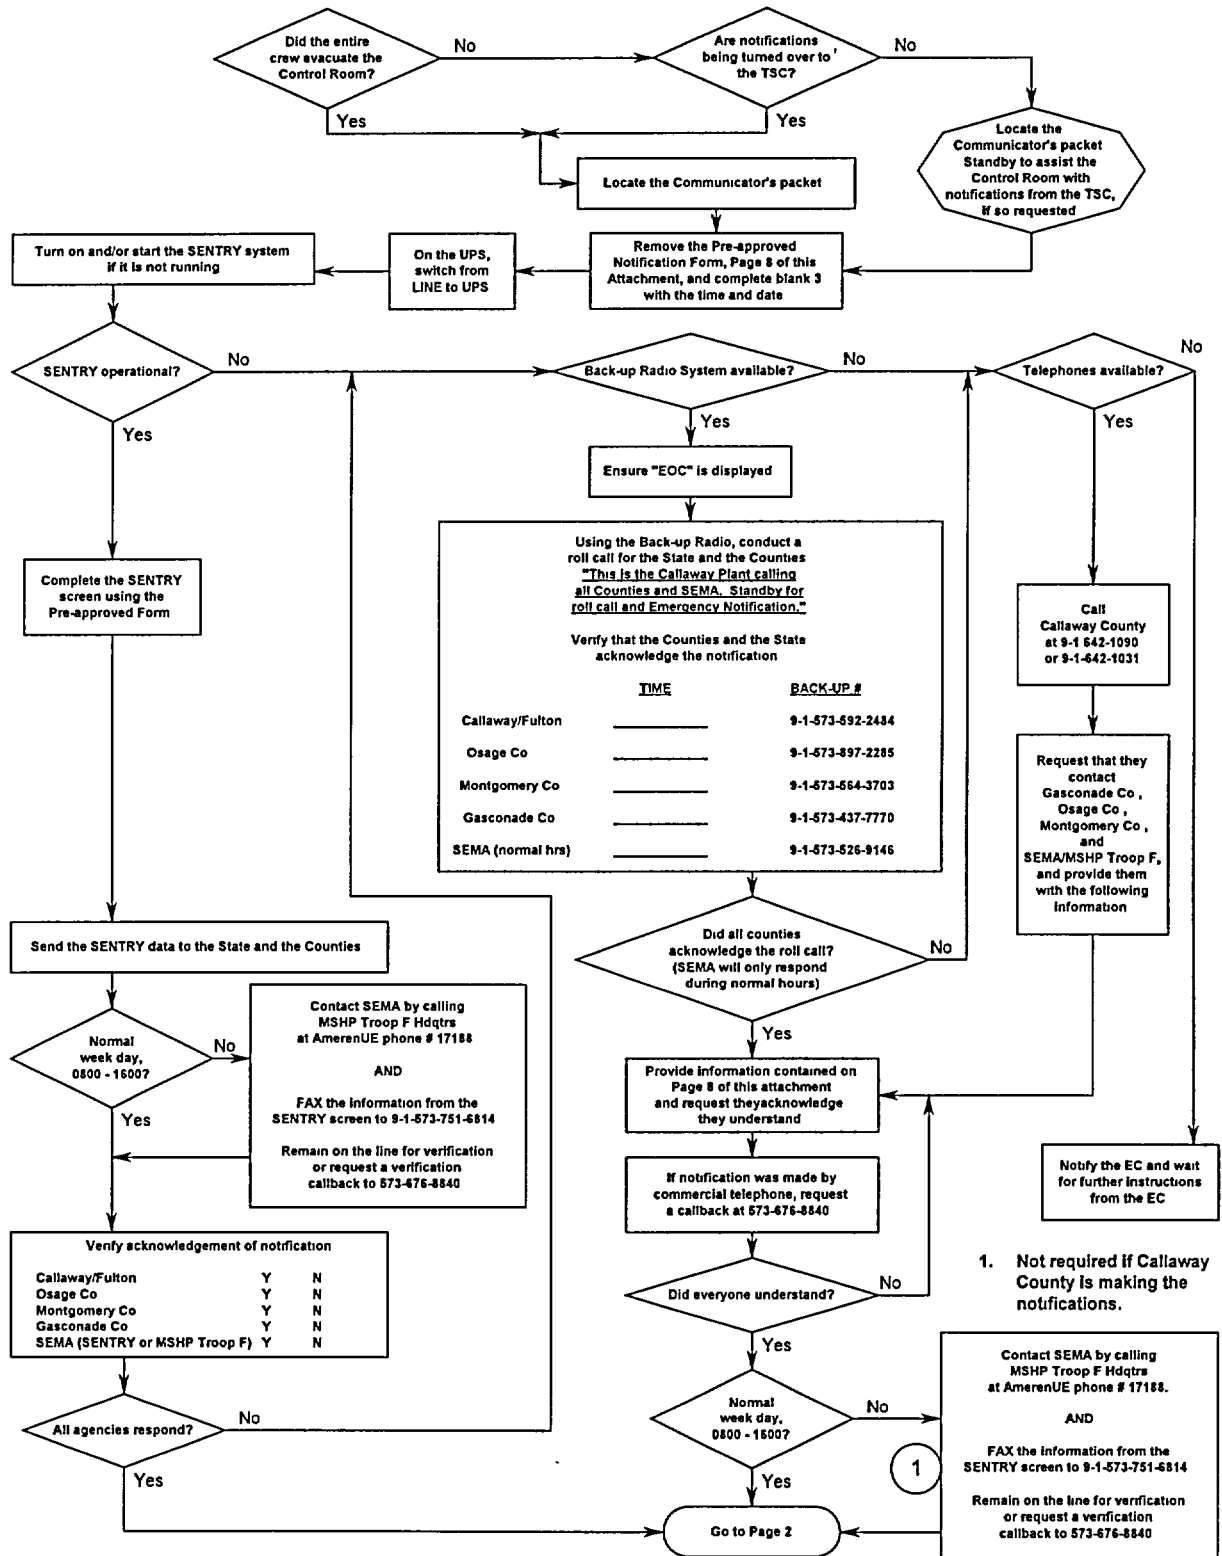 Did the entire
crew evacuate the
Control Room?
No
Are notifications
being turned over to
the TSC?
No
Yes
Yes
Locate the
Communicator's packet
Standby to assist the
Control Room with
notifications from the TSC,
if so requested
Locate the Communicator's packet
Turn on and/or start the SENTRY system
if it is not running
On the UPS,
switch from
LINE to UPS
Remove the Pre-approved
Notification Form, Page 8 of this
Attachment, and complete blank 3
with the time and date
SENTRY operational?
No
Back-up Radio System available?
No
Telephones available?
No
Yes
Yes
Yes
Ensure "EOC" is displayed
Complete the SENTRY
screen using the
Pre-approved Form
Using the Back-up Radio, conduct a
roll call for the State and the Counties
"This is the Callaway Plant calling
all Counties and SEMA. Standby for
roll call and Emergency Notification."
Verify that the Counties and the State
acknowledge the notification
TIME BACK-UP #
Callaway/Fulton 9-1-573-592-2484
Osage Co 9-1-573-897-2285
Montgomery Co 9-1-573-564-3703
Gasconade Co 9-1-573-437-7770
SEMA (normal hrs) 9-1-573-526-9146
Call
Callaway County
at 9-1 642-1090
or 9-1-642-1031
Request that they
contact
Gasconade Co ,
Osage Co ,
Montgomery Co ,
and
SEMA/MSHP Troop F,
and provide them
with the following
information
Send the SENTRY data to the State and the Counties
Did all counties
acknowledge the roll call?
(SEMA will only respond
during normal hours)
No
Yes
Normal
week day,
0800 - 1600?
No
Yes
Contact SEMA by calling
MSHP Troop F Hdqtrs
at AmerenUE phone # 17188
AND
FAX the information from the
SENTRY screen to 9-1-573-751-6814
Remain on the line for verification
or request a verification
callback to 573-676-8840
Provide information contained on
Page 8 of this attachment
and request theyacknowledge
they understand
If notification was made by
commercial telephone, request
a callback at 573-676-8840
Notify the EC and wait
for further instructions
from the EC
Verify acknowledgement of notification
Callaway/Fulton Y N
Osage Co Y N
Montgomery Co Y N
Gasconade Co Y N
SEMA (SENTRY or MSHP Troop F) Y N
Did everyone understand?
No
Yes
1. Not required if Callaway
County is making the
notifications.
All agencies respond?
No
Yes
Normal
week day,
0800 - 1600?
No
Yes
1
Contact SEMA by calling
MSHP Troop F Hdqtrs
at AmerenUE phone # 17188.
AND
FAX the information from the
SENTRY screen to 9-1-573-751-6814
Remain on the line for verification
or request a verification
callback to 573-676-8840
Go to Page 2